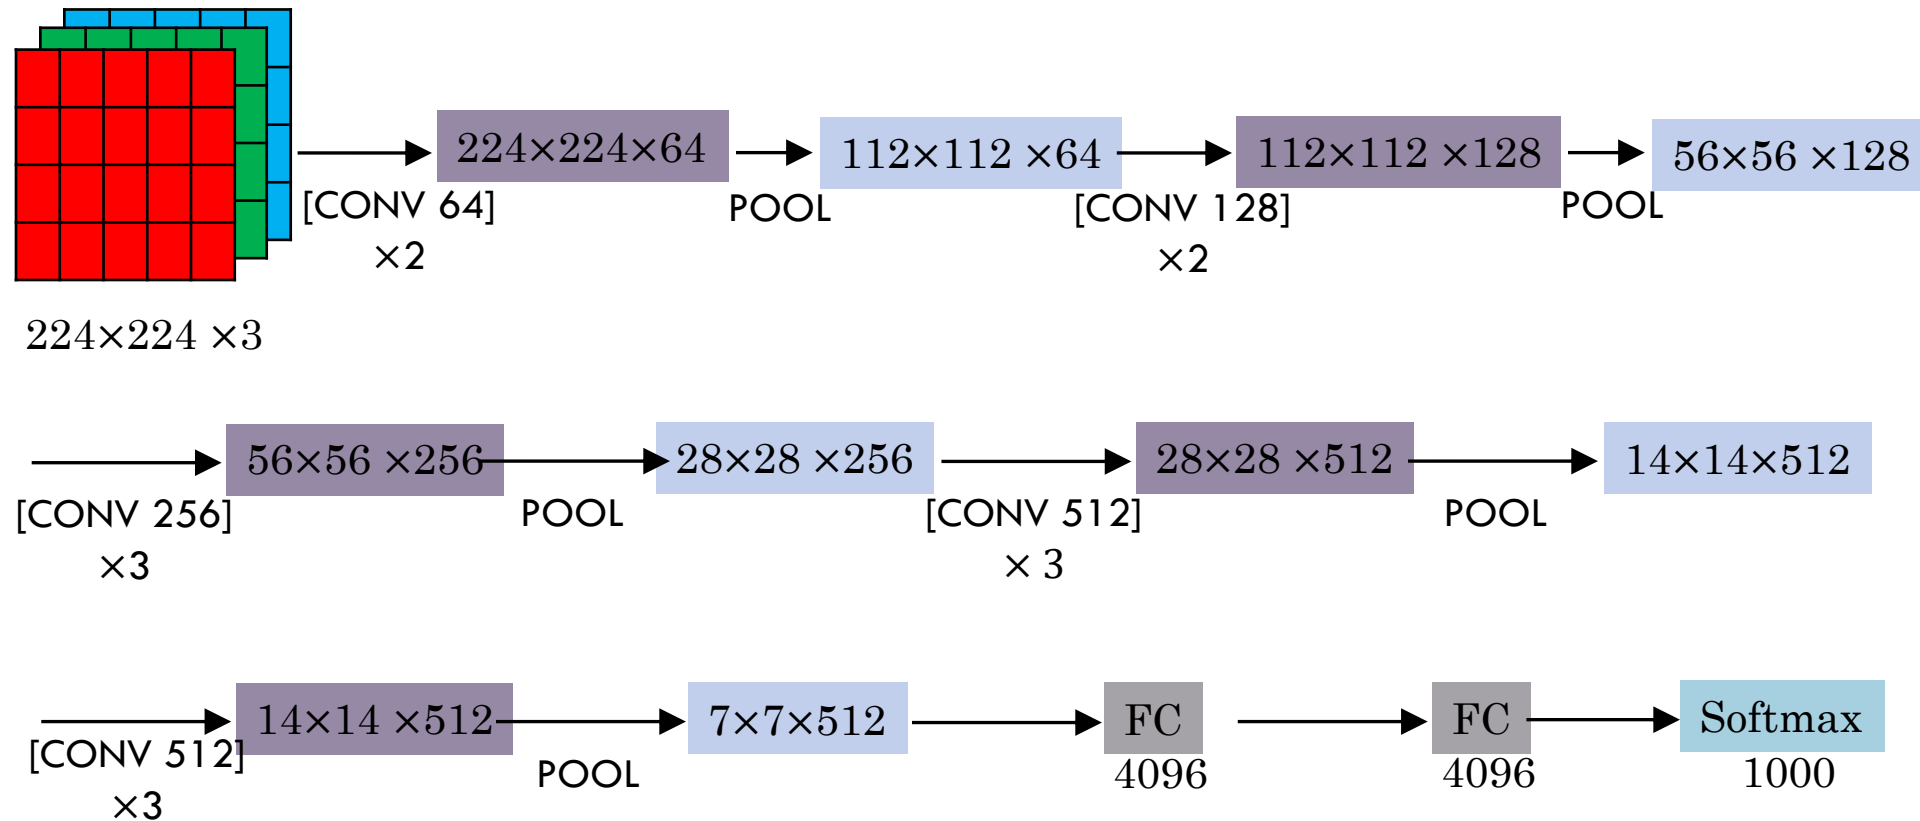 224×224×64
112×112 ×64
112×112 ×128
56×56 ×128
[CONV 64]
×2
POOL
[CONV 128]
×2
POOL
224×224 ×3
56×56 ×256
28×28 ×256
28×28 ×512
14×14×512
[CONV 256]
×3
POOL
[CONV 512]
× 3
POOL
14×14 ×512
7×7×512
FC
4096
FC
4096
Softmax
1000
[CONV 512]
×3
POOL